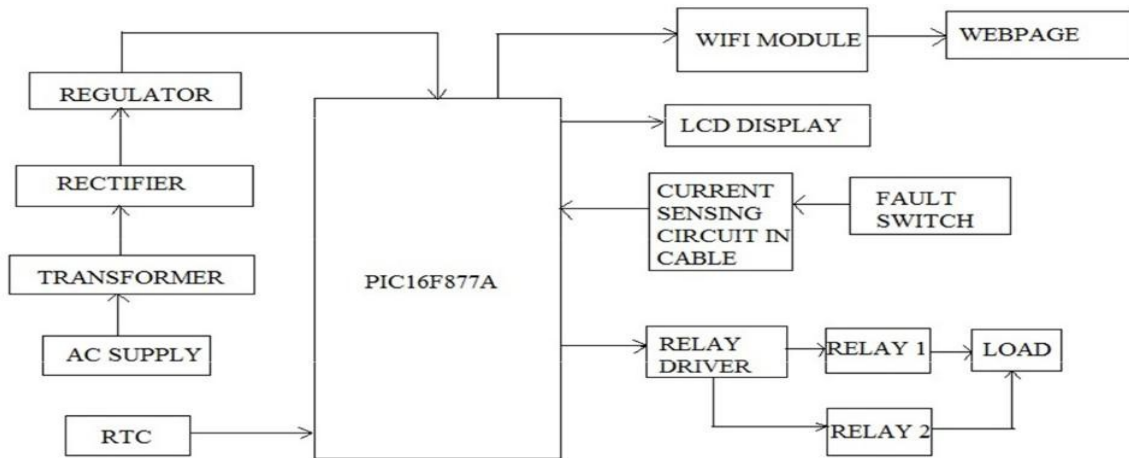 WIFI MODULE
WEBPAGE
REGULATOR
LCD DISPLAY
RECTIFIER
CURRENT
SENSING
CIRCUIT IN
CABLE
FAULT
SWITCH
TRANSFORMER
PIC16F877A
AC SUPPLY
RELAY
DRIVER
RELAY 1
LOAD
RTC
RELAY 2